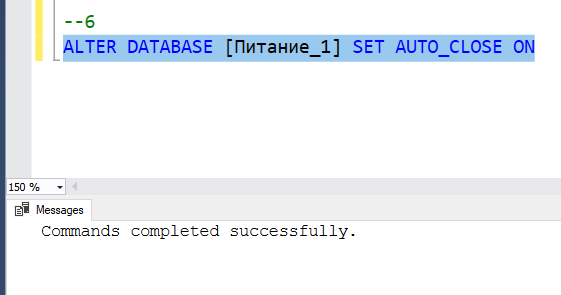 --6
ALTER DATABASE [Питание_1] SET AUTO_CLOSE ON
150 %
Messages
Commands completed successfully.